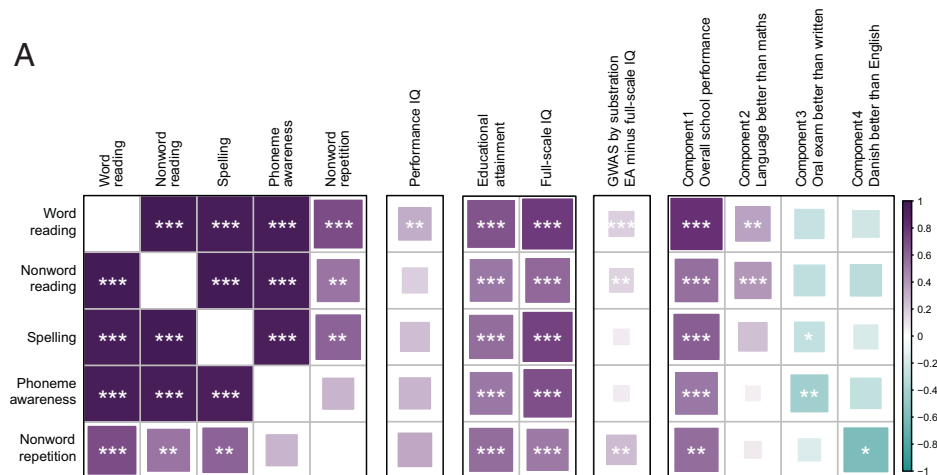 A
Word
reading
Nonword
reading
Spelling
Phoneme
awareness
Nonword
repetition
Performance IQ
Educational
attainment
Full-scale IQ
GWAS by substration
EA minus full-scale IQ
Component 1
Overall school performance
Component 2
Language better than maths
Component 3
Oral exam better than written
Component 4
Danish better than English
Word
reading
*** *** *** *** ** *** *** *** *** **
Nonword
reading
*** *** *** ** *** *** ** *** ***
Spelling
*** *** *** ** *** *** *** *
Phoneme
awareness
*** *** *** *** *** *** **
Nonword
repetition
*** ** ** *** *** ** ** *
1
0.8
0.6
0.4
0.2
0
−0.2
−0.4
−0.6
−0.8
−1